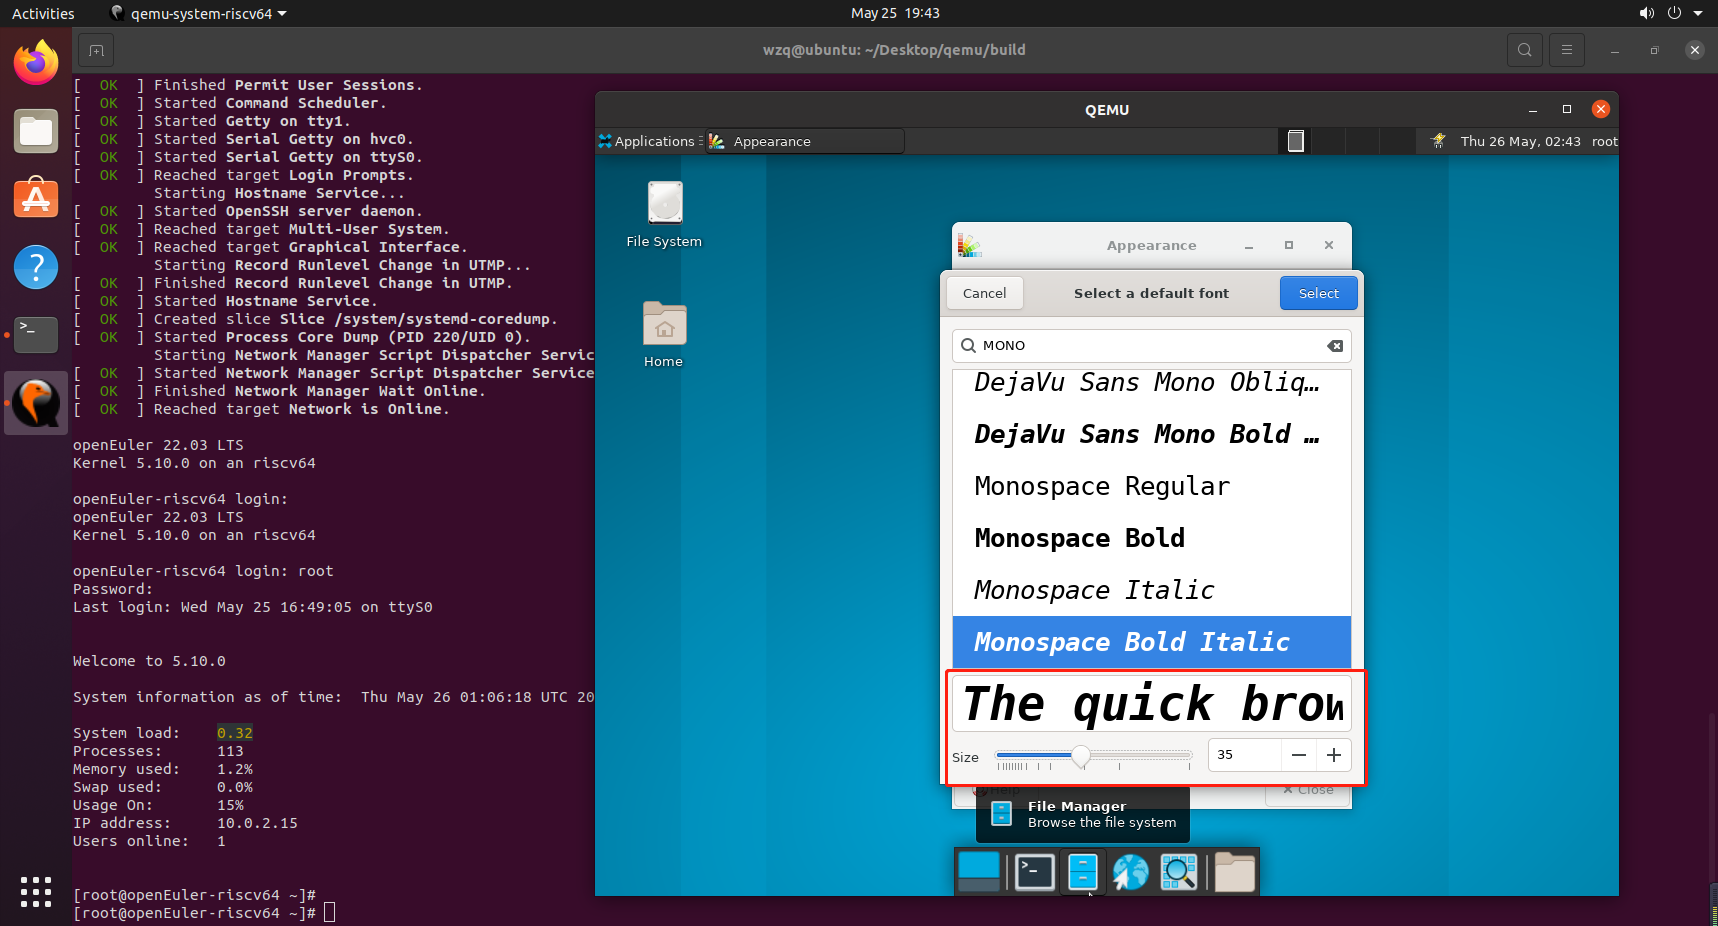 Activities
qemu-system-riscv64
May 25 19:43
wzq@ubuntu: ~/Desktop/qemu/build
[  OK  ] Finished Permit User Sessions.
[  OK  ] Started Command Scheduler.
[  OK  ] Started Getty on tty1.
[  OK  ] Started Serial Getty on hvc0.
[  OK  ] Started Serial Getty on ttyS0.
[  OK  ] Reached target Login Prompts.
         Starting Hostname Service...
[  OK  ] Started OpenSSH server daemon.
[  OK  ] Reached target Multi-User System.
[  OK  ] Reached target Graphical Interface.
         Starting Record Runlevel Change in UTMP...
[  OK  ] Finished Record Runlevel Change in UTMP.
[  OK  ] Started Hostname Service.
[  OK  ] Created slice Slice /system/systemd-coredump.
[  OK  ] Started Process Core Dump (PID 220/UID 0).
         Starting Network Manager Script Dispatcher Servic
[  OK  ] Started Network Manager Script Dispatcher Service
[  OK  ] Finished Network Manager Wait Online.
[  OK  ] Reached target Network is Online.
openEuler 22.03 LTS
Kernel 5.10.0 on an riscv64
openEuler-riscv64 login:
openEuler 22.03 LTS
Kernel 5.10.0 on an riscv64
openEuler-riscv64 login: root
Password:
Last login: Wed May 25 16:49:05 on ttyS0
Welcome to 5.10.0
System information as of time:  Thu May 26 01:06:18 UTC 20
System load:    0.32
Processes:      113
Memory used:    1.2%
Swap used:      0.0%
Usage On:       15%
IP address:     10.0.2.15
Users online:   1
[root@openEuler-riscv64 ~]#
[root@openEuler-riscv64 ~]#
QEMU
Applications
Appearance
Thu 26 May, 02:43
root
File System
Home
Appearance
Cancel
Select a default font
Select
MONO
DejaVu Sans Mono Obliq…
DejaVu Sans Mono Bold …
Monospace Regular
Monospace Bold
Monospace Italic
Monospace Bold Italic
The quick brow
Size
35
Help
Close
File Manager
Browse the file system